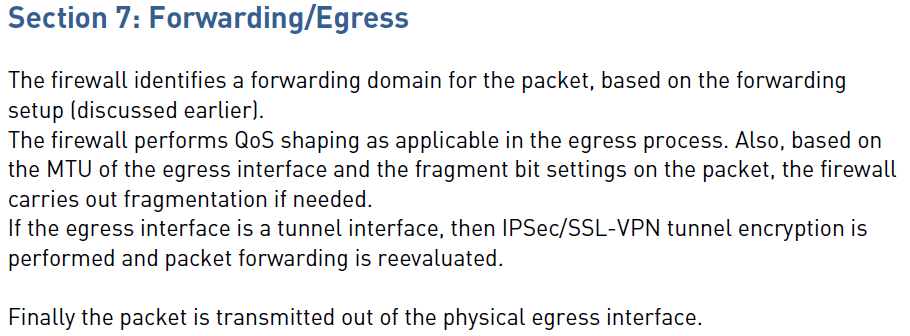 Section 7: Forwarding/Egress
The firewall identifies a forwarding domain for the packet, based on the forwarding
setup (discussed earlier).
The firewall performs QoS shaping as applicable in the egress process. Also, based on
the MTU of the egress interface and the fragment bit settings on the packet, the firewall
carries out fragmentation if needed.
If the egress interface is a tunnel interface, then IPSec/SSL-VPN tunnel encryption is
performed and packet forwarding is reevaluated.
Finally the packet is transmitted out of the physical egress interface.